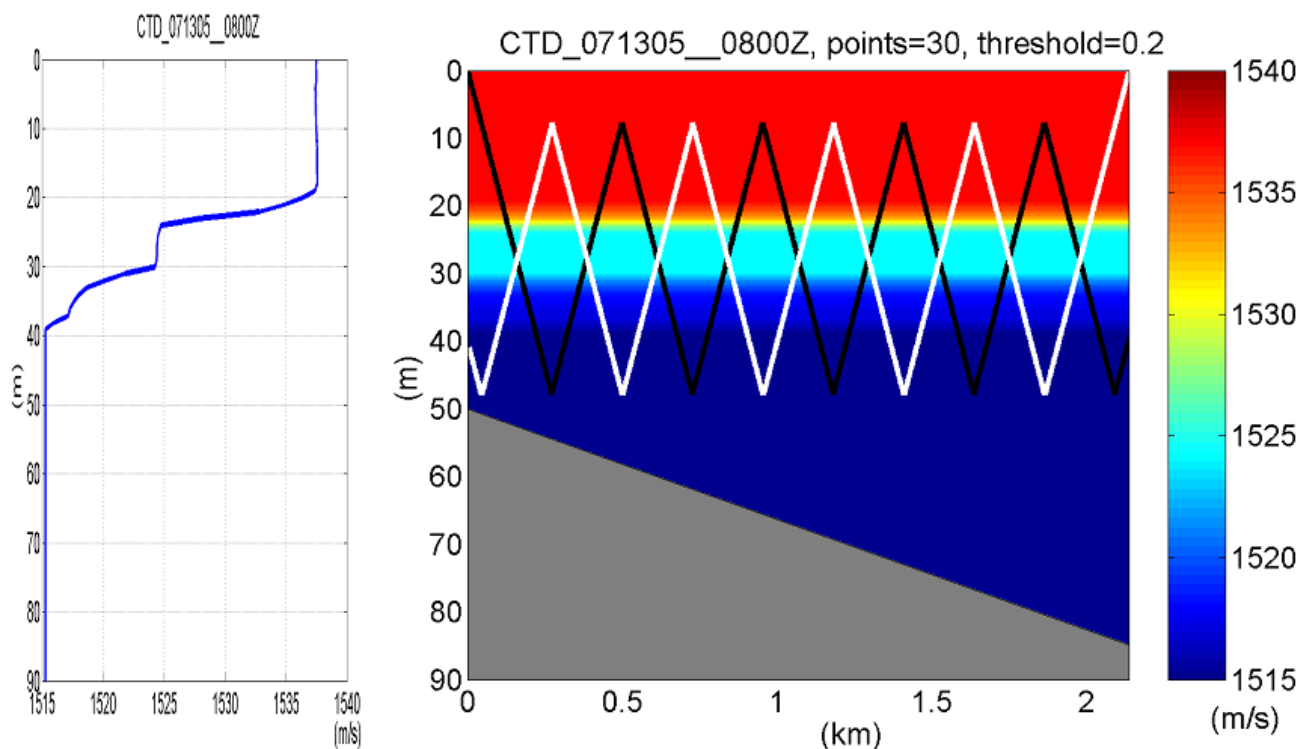 CTD_071305__0800Z
0
10
20
30
40
50
60
70
80
90
(m)
1515 1520 1525 1530 1535 1540
(m/s)
CTD_071305__0800Z, points=30, threshold=0.2
0
10
20
30
40
50
60
70
80
90
(m)
0 0.5 1 1.5 2
(km)
1540
1535
1530
1525
1520
1515
(m/s)